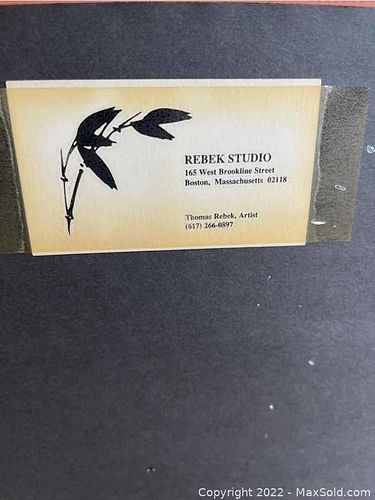 REBEK STUDIO
165 West Brookline Street
Boston, Massachusetts 02118
Thomas Rebek, Artist
(617) 266-0897
Copyright 2022 - MaxSold.com